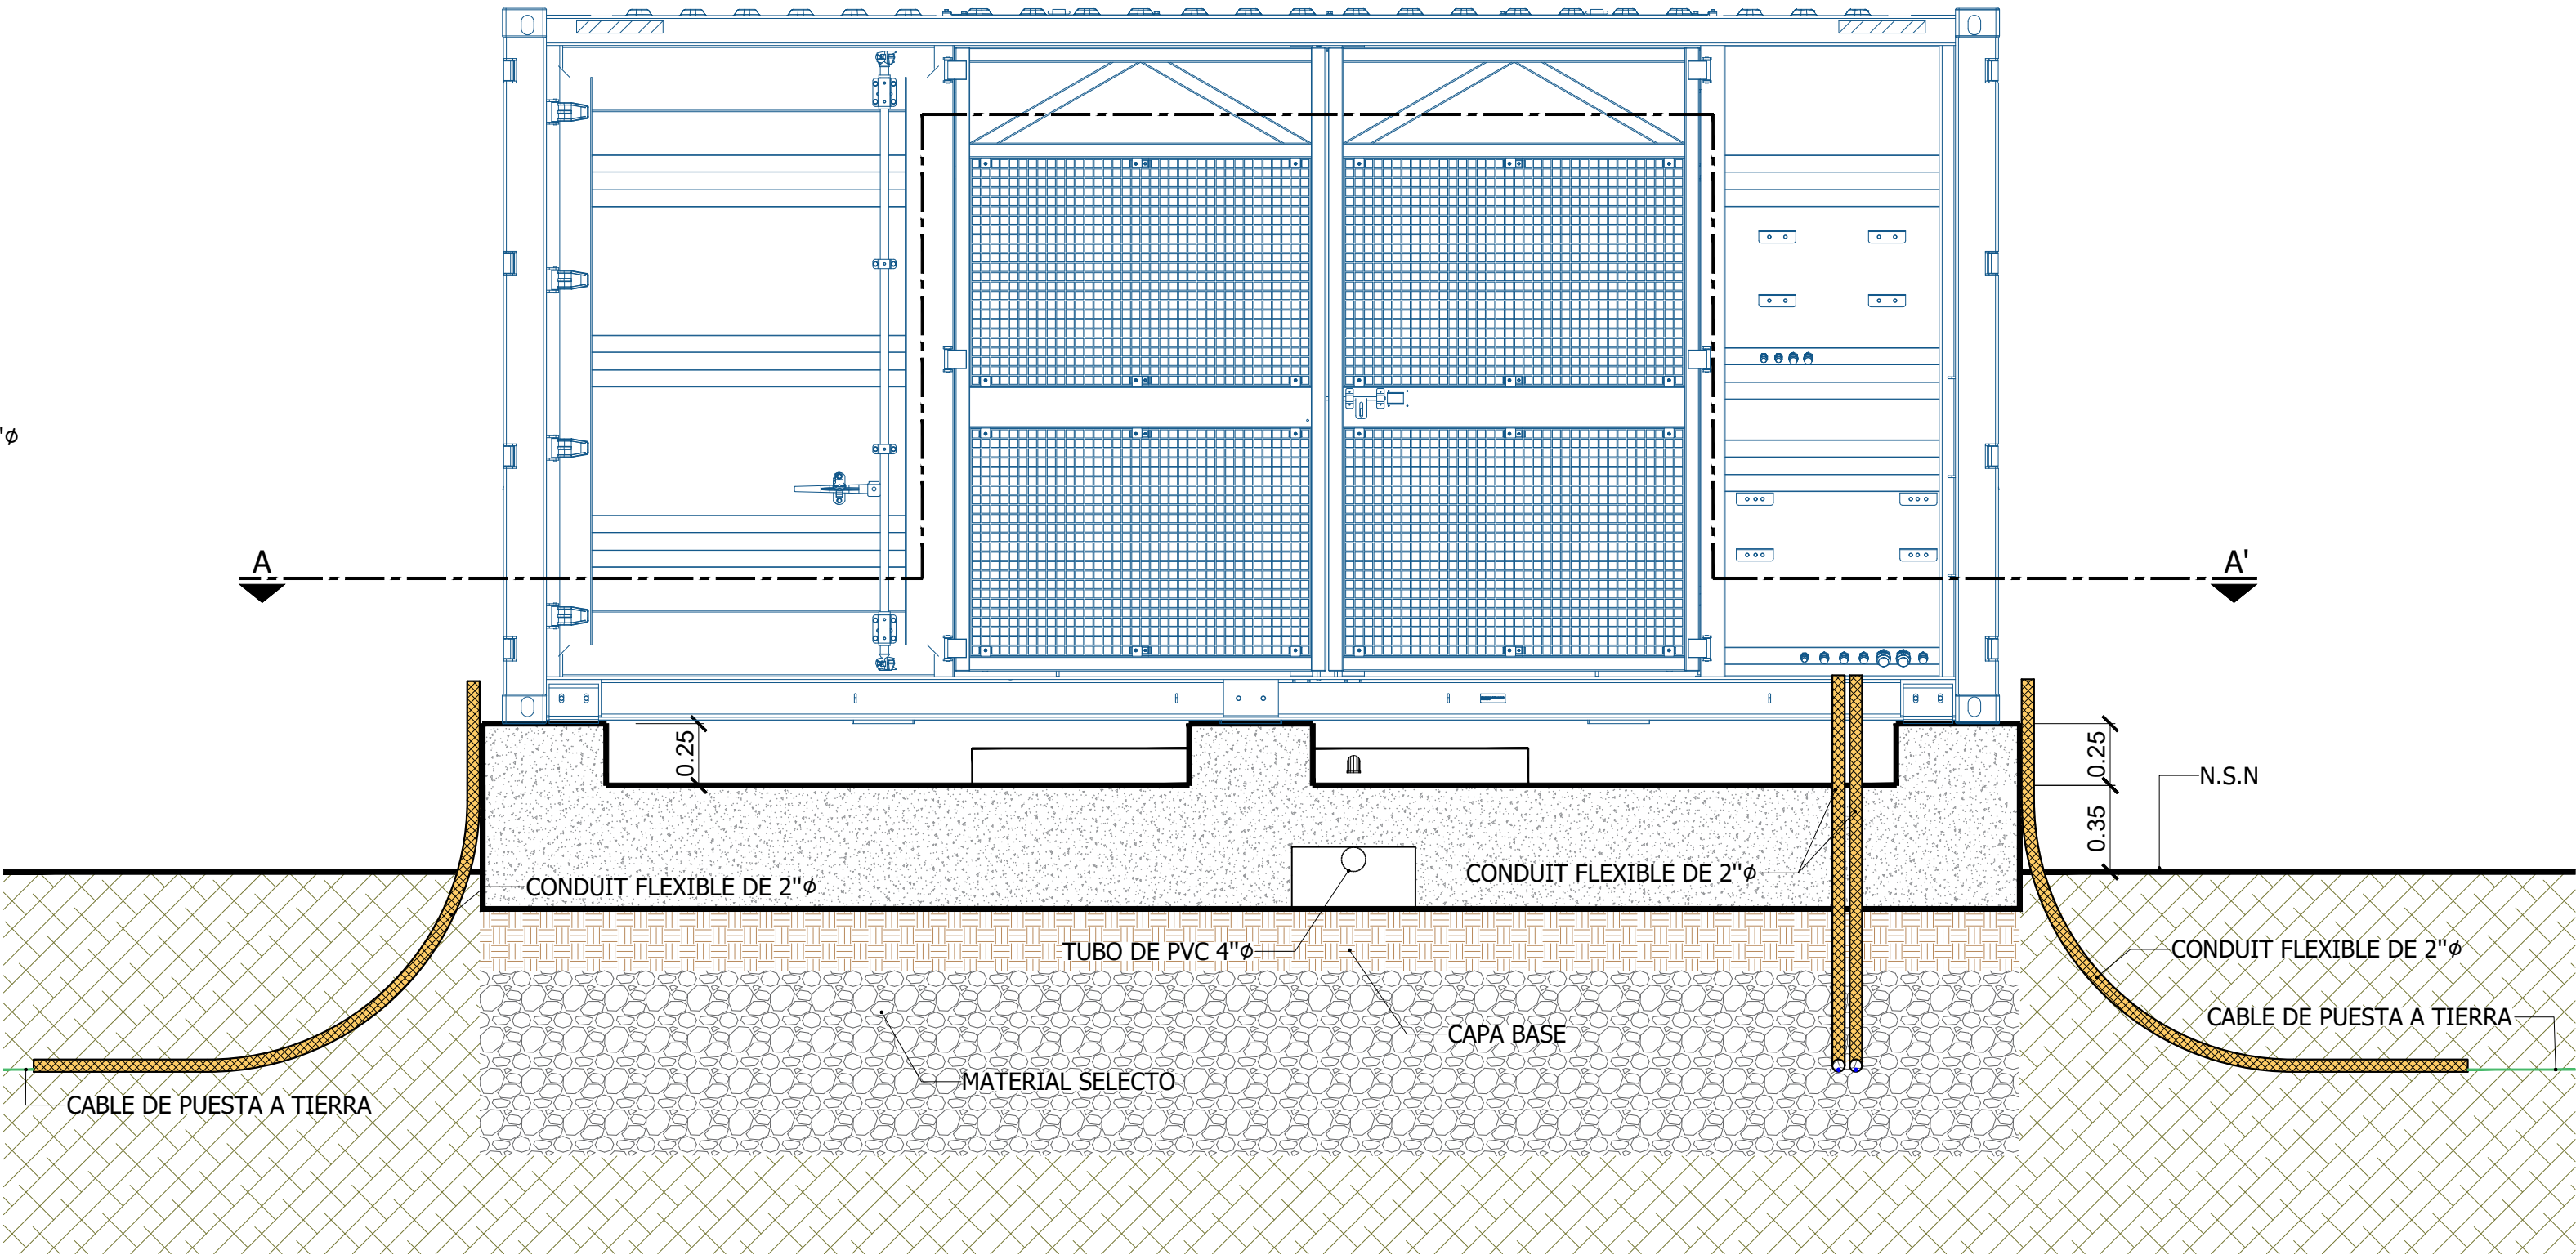 "φ
A
A'
0.25
0.25
N.S.N
0.35
CONDUIT FLEXIBLE DE 2"φ
CONDUIT FLEXIBLE DE 2"φ
TUBO DE PVC 4"φ
CONDUIT FLEXIBLE DE 2"φ
CABLE DE PUESTA A TIERRA
CAPA BASE
MATERIAL SELECTO
CABLE DE PUESTA A TIERRA